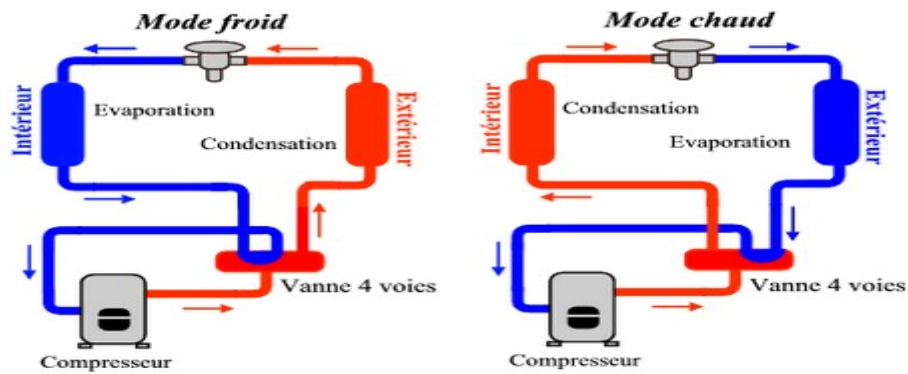 Mode froid
Intérieur
Evaporation
Condensation
Extérieur
Vanne 4 voies
Compresseur
Mode chaud
Intérieur
Condensation
Evaporation
Extérieur
Vanne 4 voies
Compresseur